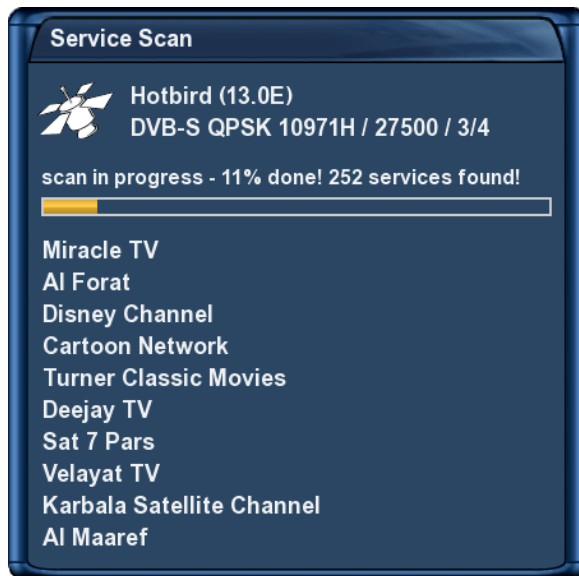 Service Scan
Hotbird (13.0E)
DVB-S QPSK 10971H / 27500 / 3/4
scan in progress - 11% done! 252 services found!
Miracle TV
Al Forat
Disney Channel
Cartoon Network
Turner Classic Movies
Deejay TV
Sat 7 Pars
Velayat TV
Karbala Satellite Channel
Al Maaref